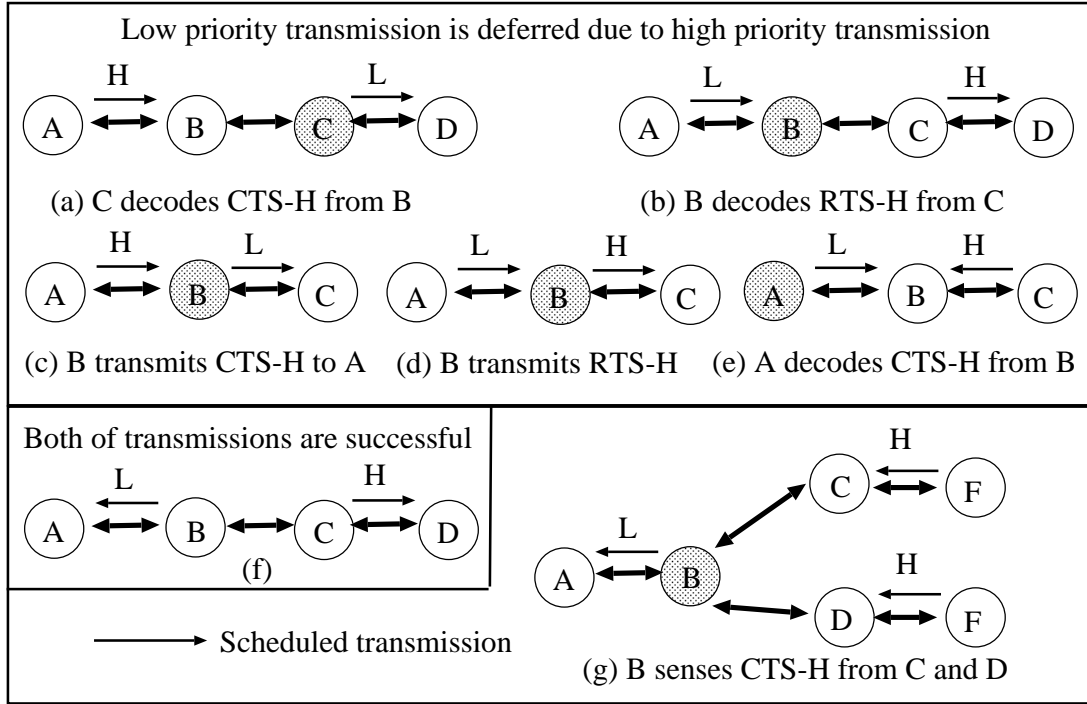 Low priority transmission is deferred due to high priority transmission
H L L H
A B C D A B C D
(a) C decodes CTS-H from B (b) B decodes RTS-H from C
H L L H L H
A B C A B C A B C
(c) B transmits CTS-H to A (d) B transmits RTS-H (e) A decodes CTS-H from B
Both of transmissions are successful
L H
A B C D
(f)
H
C F
L
A B
H
D F
Scheduled transmission
(g) B senses CTS-H from C and D